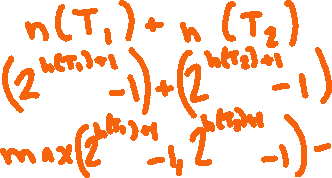 n(T₁) + n(T₂)
(2^{h(T₁)+1} -1) + (2^{h(T₂)+1} -1)
max(2^{h(T₁)+1} -1, 2^{h(T₂)+1} -1) -